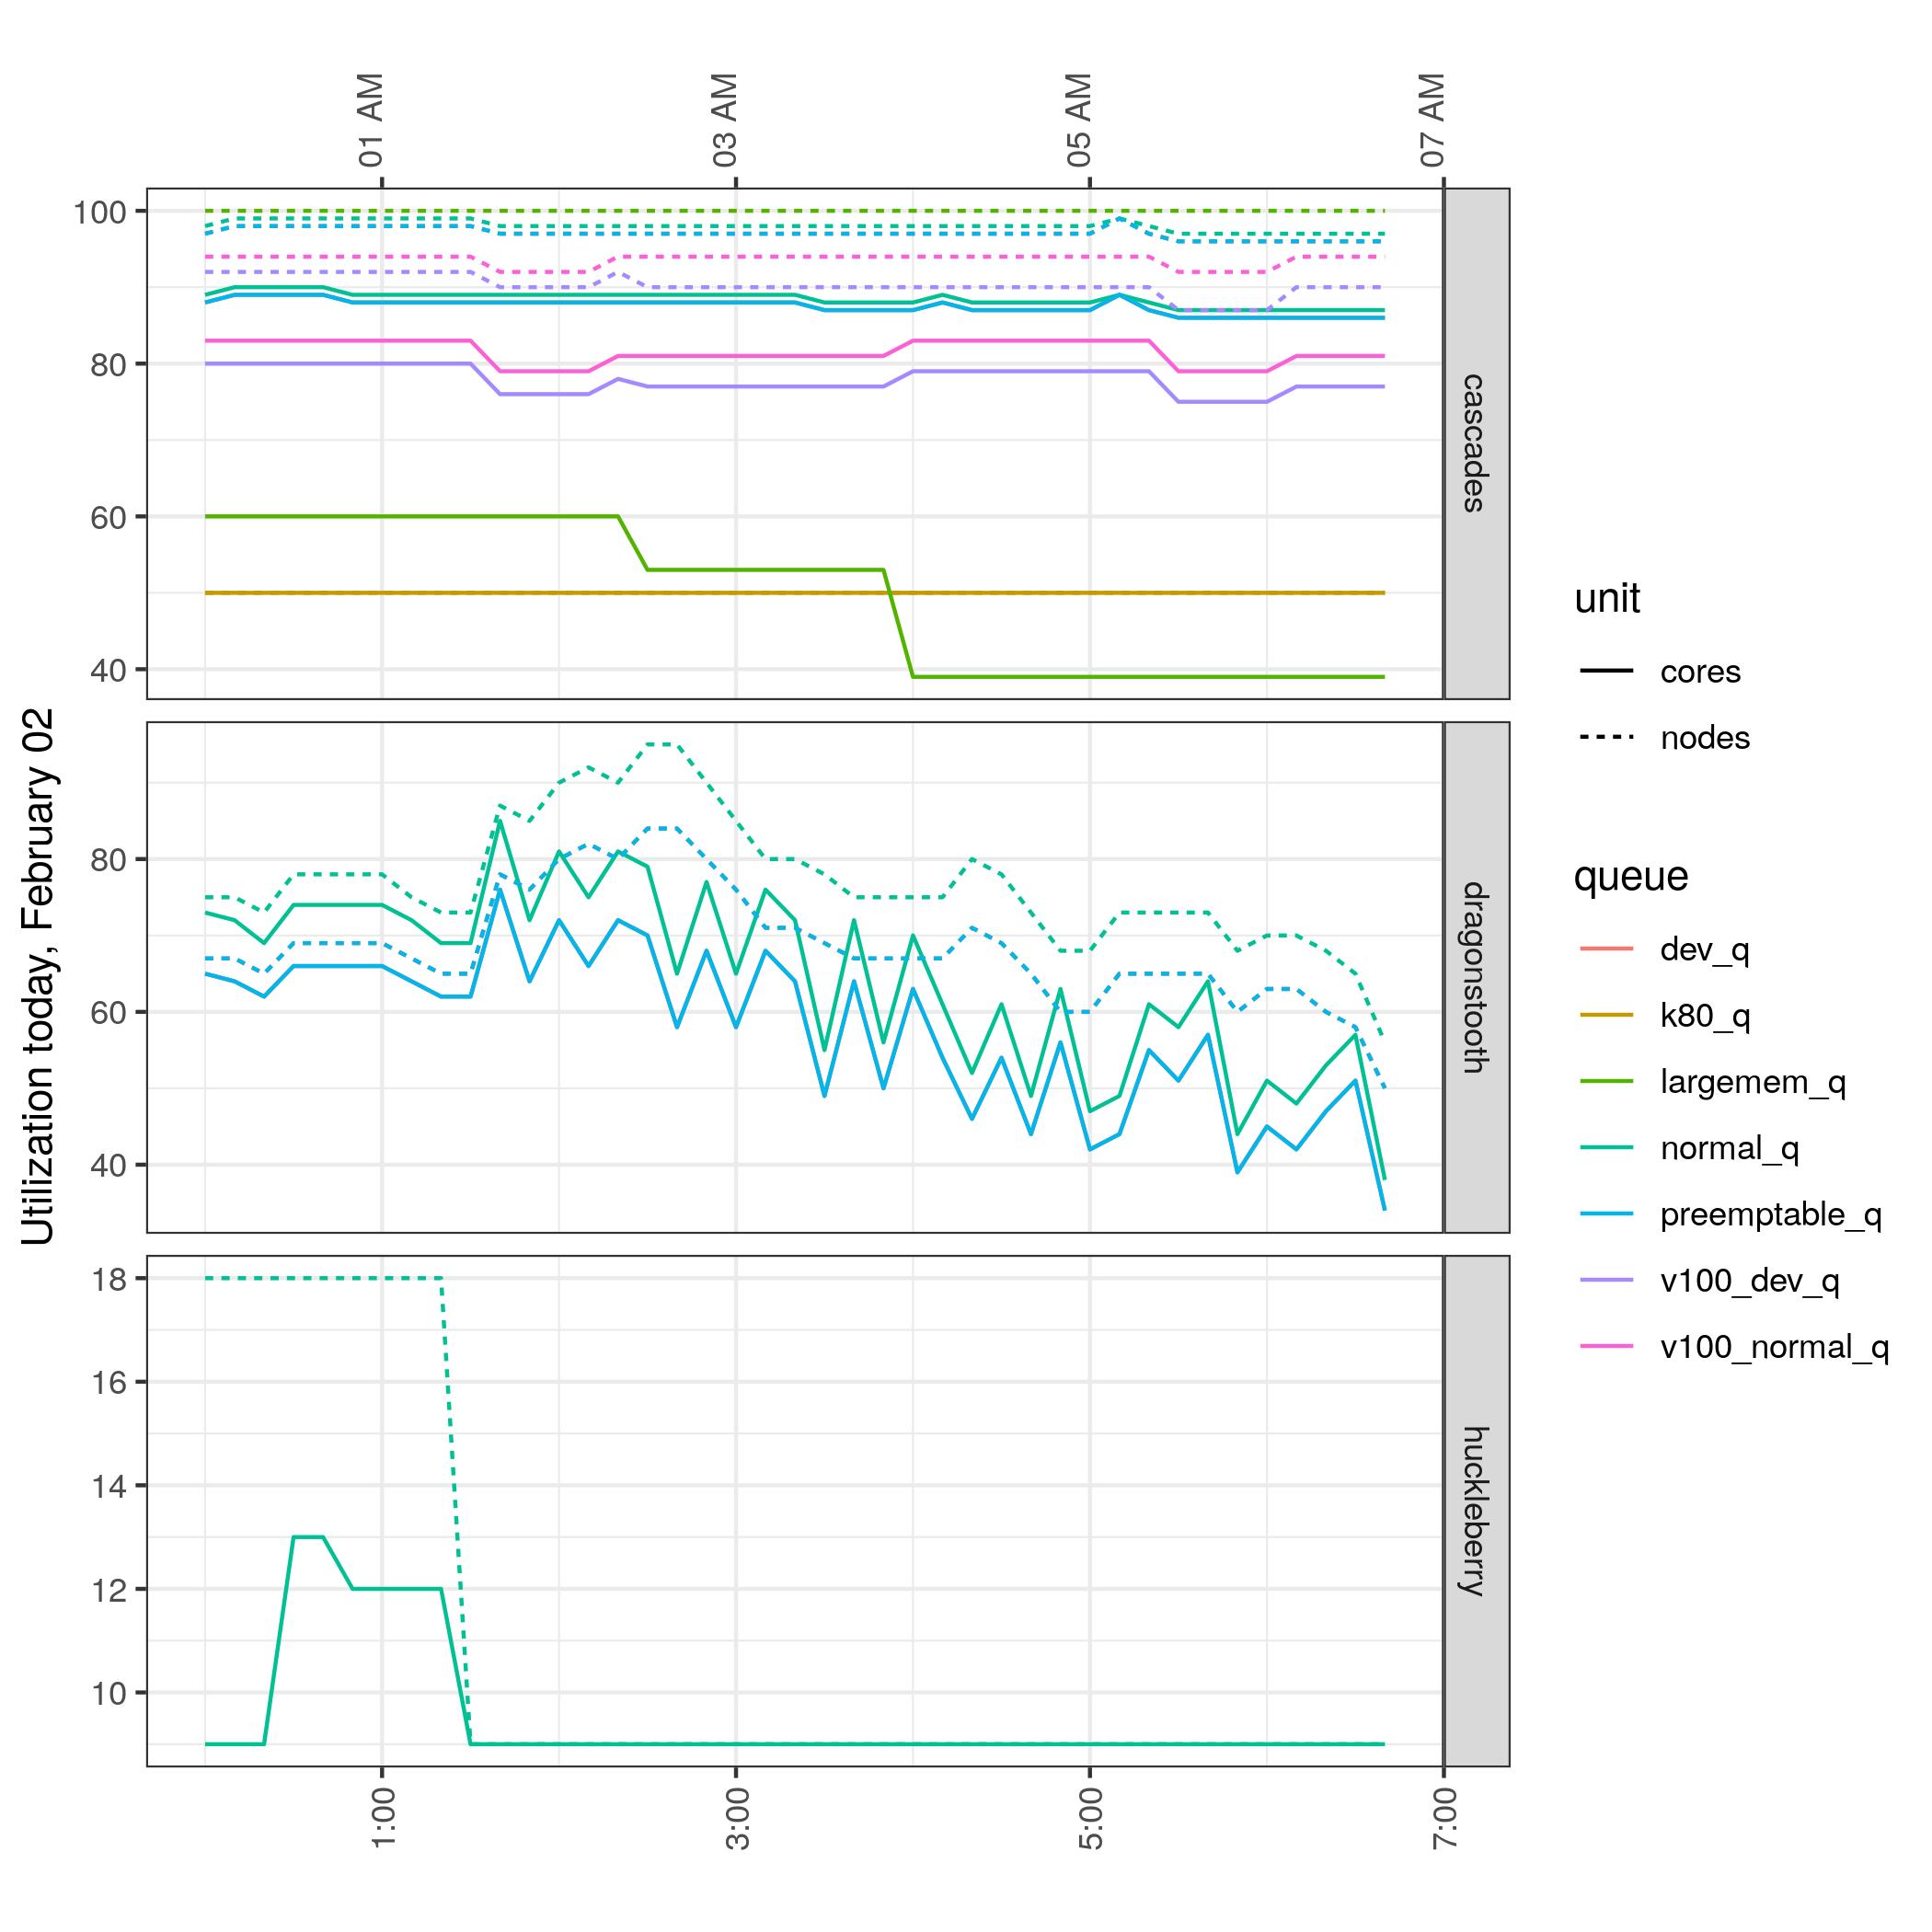 01 AM
03 AM
05 AM
07 AM
Utilization today, February 02
100
80
60
40
cascades
80
60
40
dragonstooth
18
16
14
12
10
huckleberry
1:00
3:00
5:00
7:00
unit
cores
nodes
queue
dev_q
k80_q
largemem_q
normal_q
preemptable_q
v100_dev_q
v100_normal_q